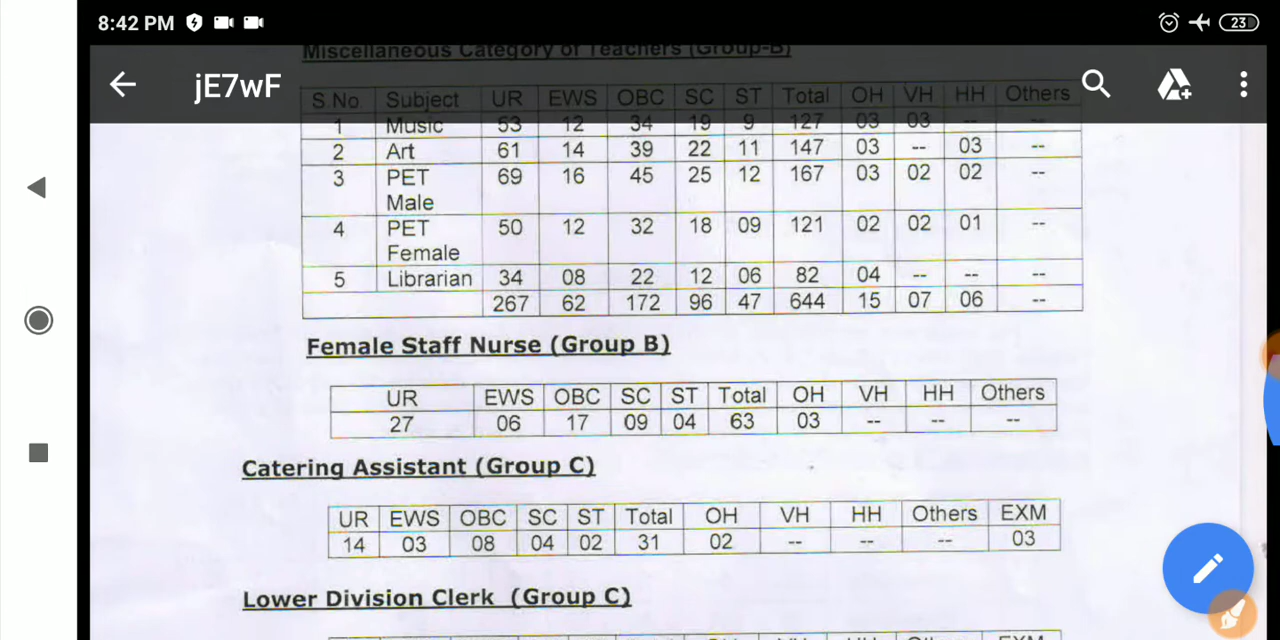 8:42 PM
23
Miscellaneous Category of Teachers (Group-B)
jE7wF
S.No. Subject UR EWS OBC SC ST Total OH VH HH Others
1 Music 53 12 34 19 9 127 03 03 -- --
2 Art 61 14 39 22 11 147 03 -- 03 --
3 PET Male 69 16 45 25 12 167 03 02 02 --
4 PET Female 50 12 32 18 09 121 02 02 01 --
5 Librarian 34 08 22 12 06 82 04 -- -- --
267 62 172 96 47 644 15 07 06 --
Female Staff Nurse (Group B)
UR EWS OBC SC ST Total OH VH HH Others
27 06 17 09 04 63 03 -- -- --
Catering Assistant (Group C)
UR EWS OBC SC ST Total OH VH HH Others EXM
14 03 08 04 02 31 02 -- -- -- 03
Lower Division Clerk (Group C)